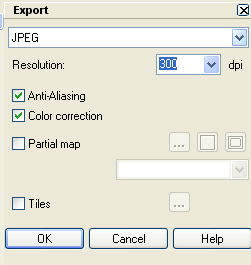 Export
JPEG
Resolution: 300 dpi
Anti-Aliasing
Color correction
Partial map ...
Tiles ...
OK Cancel Help